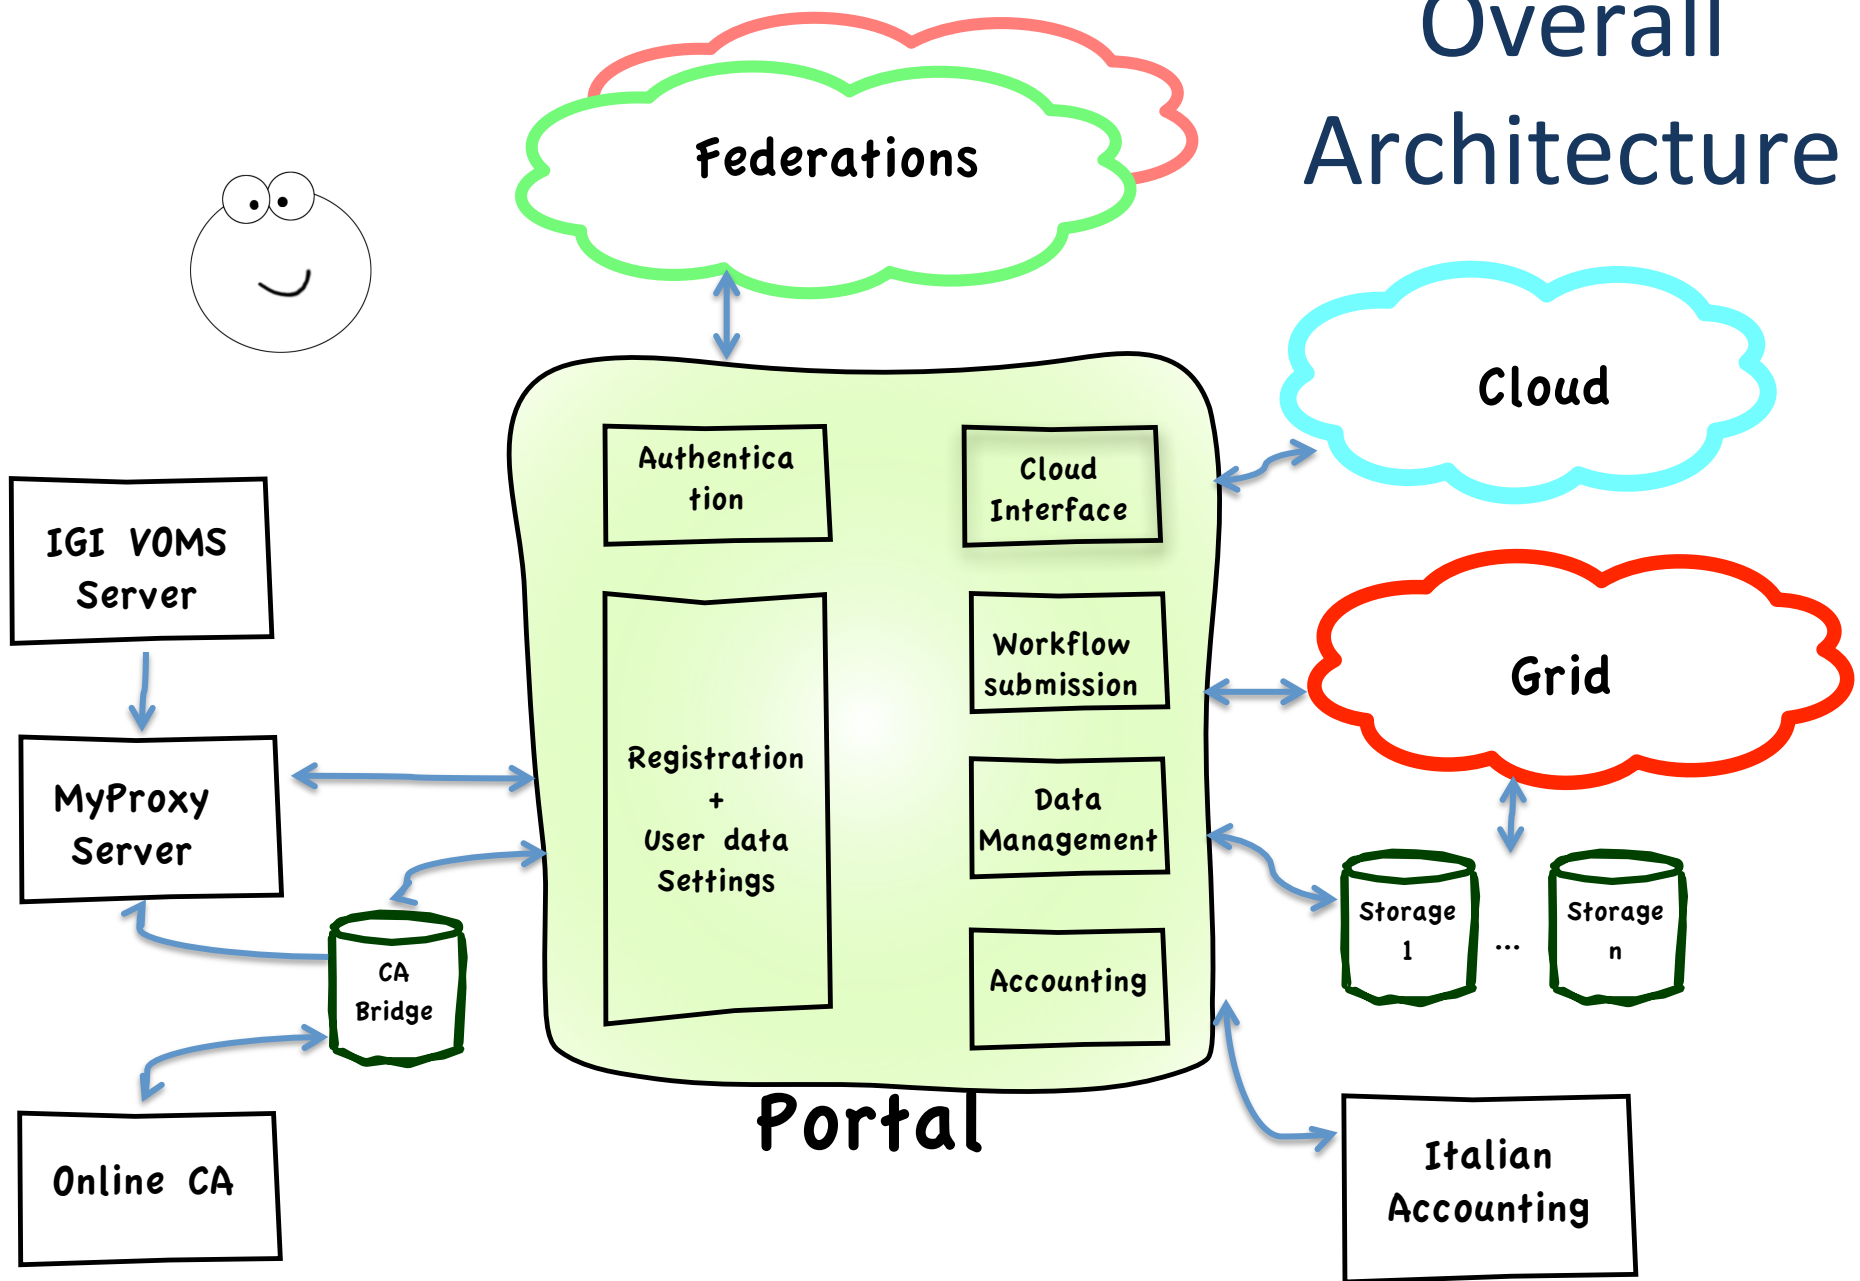 Overall
Architecture
Federations
Cloud
Authentica
tion
Cloud
Interface
IGI VOMS
Server
Workflow
submission
Grid
Registration
+
User data
Settings
MyProxy
Server
Data
Management
Storage
1
...
Storage
n
CA
Bridge
Accounting
Portal
Online CA
Italian
Accounting